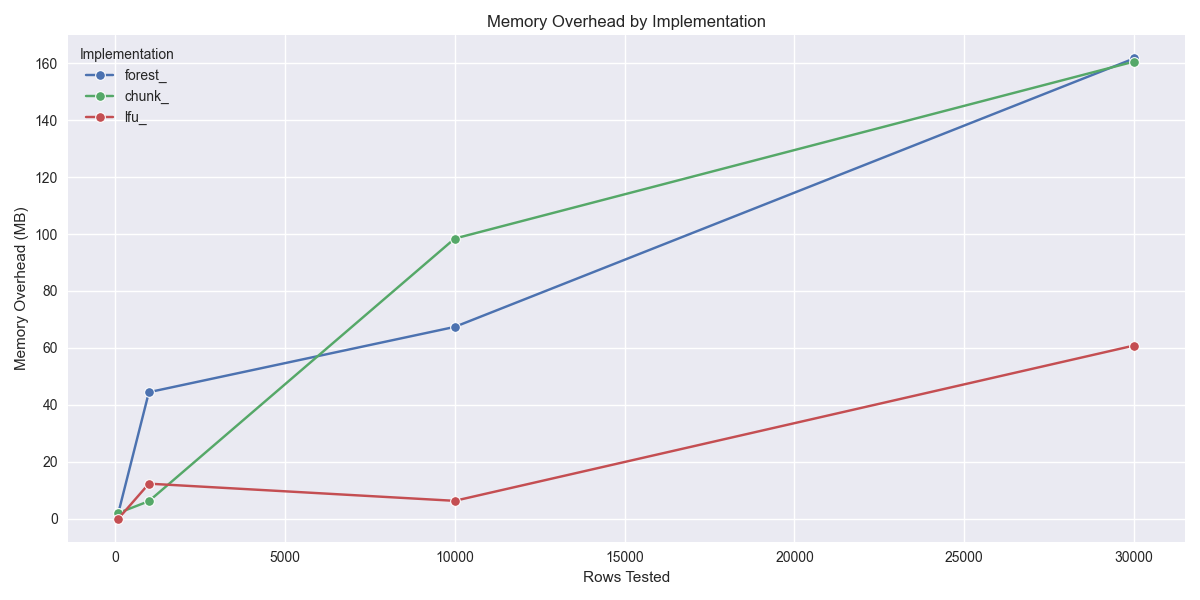 Memory Overhead by Implementation
Implementation
forest_
chunk_
lfu_
Memory Overhead (MB)
160
140
120
100
80
60
40
20
0
0
5000
10000
15000
20000
25000
30000
Rows Tested